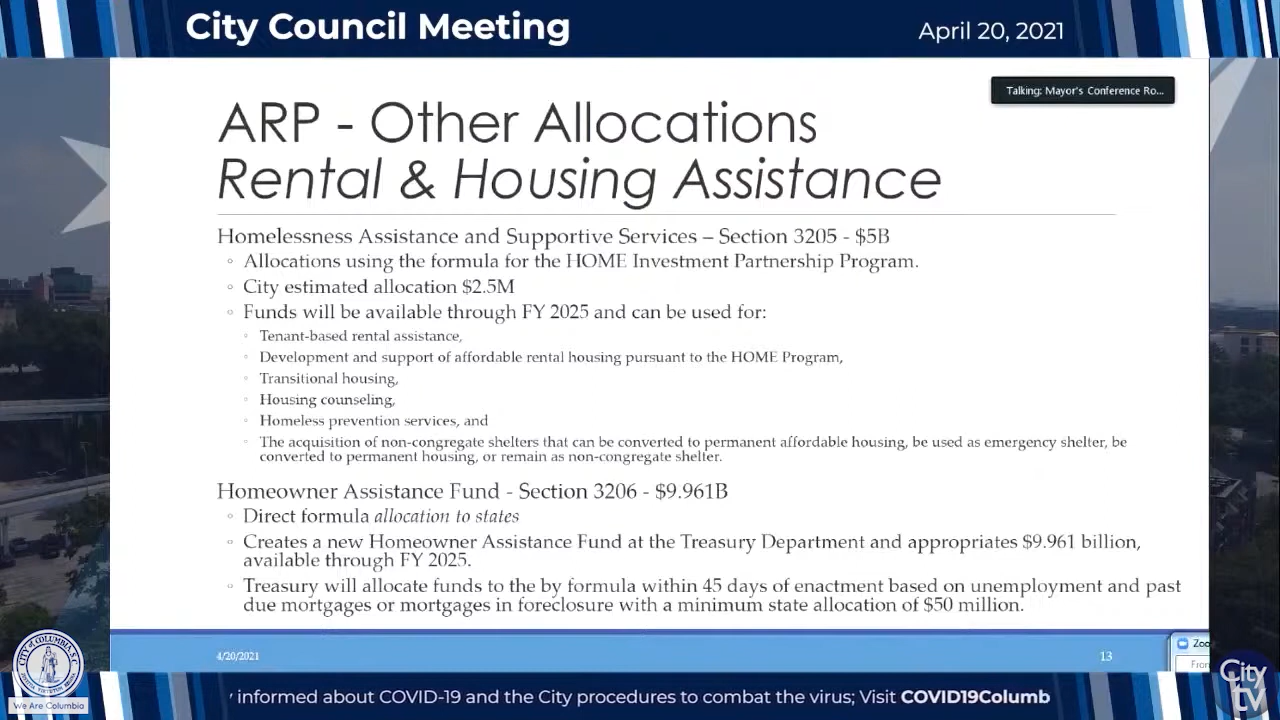 City Council Meeting
April 20, 2021
Talking: Mayor's Conference Ro...
ARP - Other Allocations
Rental & Housing Assistance
Homelessness Assistance and Supportive Services – Section 3205 - $5B
◦ Allocations using the formula for the HOME Investment Partnership Program.
◦ City estimated allocation $2.5M
◦ Funds will be available through FY 2025 and can be used for:
◦ Tenant-based rental assistance,
◦ Development and support of affordable rental housing pursuant to the HOME Program,
◦ Transitional housing,
◦ Housing counseling,
◦ Homeless prevention services, and
◦ The acquisition of non-congregate shelters that can be converted to permanent affordable housing, be used as emergency shelter, be
converted to permanent housing, or remain as non-congregate shelter.
Homeowner Assistance Fund - Section 3206 - $9.961B
◦ Direct formula allocation to states
◦ Creates a new Homeowner Assistance Fund at the Treasury Department and appropriates $9.961 billion,
available through FY 2025.
◦ Treasury will allocate funds to the by formula within 45 days of enactment based on unemployment and past
due mortgages or mortgages in foreclosure with a minimum state allocation of $50 million.
4/20/2021
13
Zoo
From
CITY OF COLUMBIA, S.C.
We Are Columbia
informed about COVID-19 and the City procedures to combat the virus; Visit COVID19Columb
City
tv